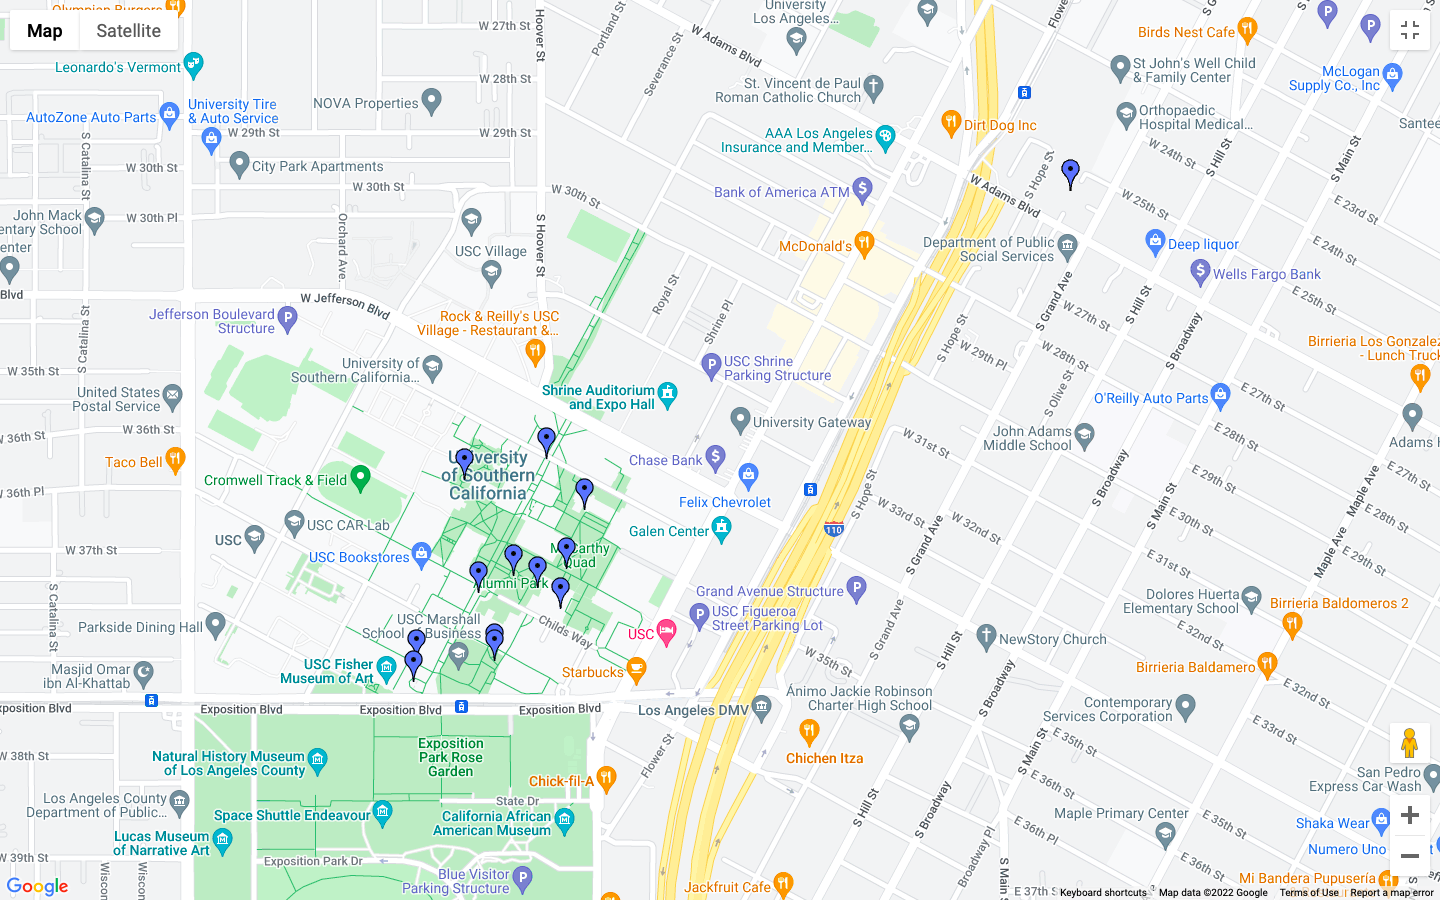 Olympian Burgers
Map
Satellite
Leonardo's Vermont
AutoZone Auto Parts
University Tire
& Auto Service
NOVA Properties
City Park Apartments
W 29th St
W 30th St
W 30th St
W 30th Pl
S Catalina St
Orchard Ave.
John Mack
entary School
enter
Blvd
Hoover St
S Hoover St
W 27th St
W 28th St
W 29th St
W 30th St
Portland St
Severance St
University
Los Angeles...
W Adams Blvd
St. Vincent de Paul
Roman Catholic Church
AAA Los Angeles
Insurance and Member...
Bank of America ATM
McDonald's
Dirt Dog Inc
Flower
Birds Nest Cafe
St John's Well Child
& Family Center
Orthopaedic
Hospital Medical...
McLogan
Supply Co., Inc
Santee
W 24th St
S Hill St
S Main St
S Hope St
W Adams Blvd
W 25th St
E 23rd St
E 24th St
E 25th St
Department of Public
Social Services
Deep liquor
Wells Fargo Bank
USC Village
Rock & Reilly's USC
Village - Restaurant &...
W Jefferson Blvd
Jefferson Boulevard
Structure
University of
Southern California...
Royal St
Shrine Pl
USC Shrine
Parking Structure
Shrine Auditorium
and Expo Hall
University Gateway
S Grand Ave
S Hill St
S Broadway
W 27th St
W 28th St
W 29th Pl
S Hope St
S Olive St
Birrieria Los Gonzalez
- Lunch Truck
O'Reilly Auto Parts
John Adams
Middle School
E 27th St
E 28th St
E 29th St
E 27th St
Adams H
S Catalina St
W 35th St
United States
Postal Service
W 36th St
W 36th St
Taco Bell
W 36th Pl
Cromwell Track & Field
University
of Southern
California
Chase Bank
Felix Chevrolet
Galen Center
W 31st St
W 33rd St
W 32nd St
S Hope St
S Grand Ave
110
S Broadway
S Main St
E 30th St
E 31st St
E 32nd St
Maple Ave
Maple Ave
E 28th St
E 29th St
USC CAR-Lab
USC
W 37th St
USC Bookstores
McCarthy
Quad
Alumni Park
USC Marshall
School of Business
Childs Way
Parkside Dining Hall
S Catalina St
Masjid Omar
ibn Al-Khattab
USC Fisher
Museum of Art
Grand Avenue Structure
USC Figueroa
Street Parking Lot
USC
Starbucks
S Grand Ave
W 35th St
S Hill St
NewStory Church
Dolores Huerta
Elementary School
Birrieria Baldomeros 2
Birrieria Baldamero
Exposition Blvd
Exposition Blvd
Exposition Blvd
Exposition Blvd
Los Angeles DMV
Ánimo Jackie Robinson
Charter High School
Chichen Itza
S Broadway
Contemporary
Services Corporation
E 32nd St
E 33rd St
E 35th St
S Main St
W 38th St
Natural History Museum
of Los Angeles County
Exposition
Park Rose
Garden
Flower St
Chick-fil-A
State Dr
Los Angeles County
Department of Public...
Space Shuttle Endeavour
California African
American Museum
Lucas Museum
of Narrative Art
W 39th St
Exposition Park Dr
Blue Visitor
Parking Structure
Wiscons
Wiscons
Google
Jackfruit Cafe
S Hill St
S Broadway
Broadway Pl
S Main St
E 36th St
E 36th Pl
E 37th St
Maple Primary Center
E 35th St
E 36th St
San Pedro
Express Car Wash
Shaka Wear
Numero Uno
t
Mi Bandera Pupusería
Keyboard shortcuts
Map data ©2022 Google
Terms of Use
Report a map error